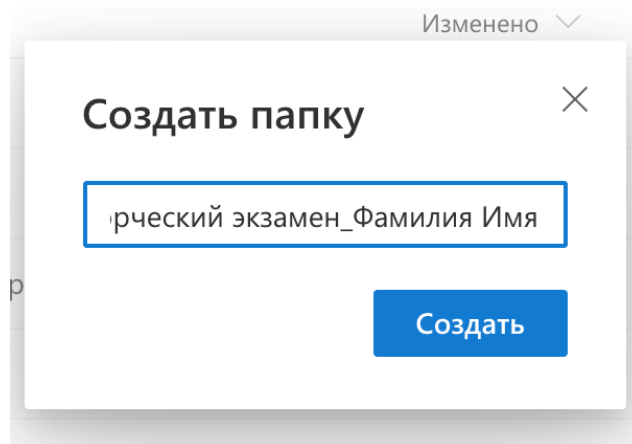 Изменено
Создать папку
рческий экзамен_Фамилия Имя
Создать